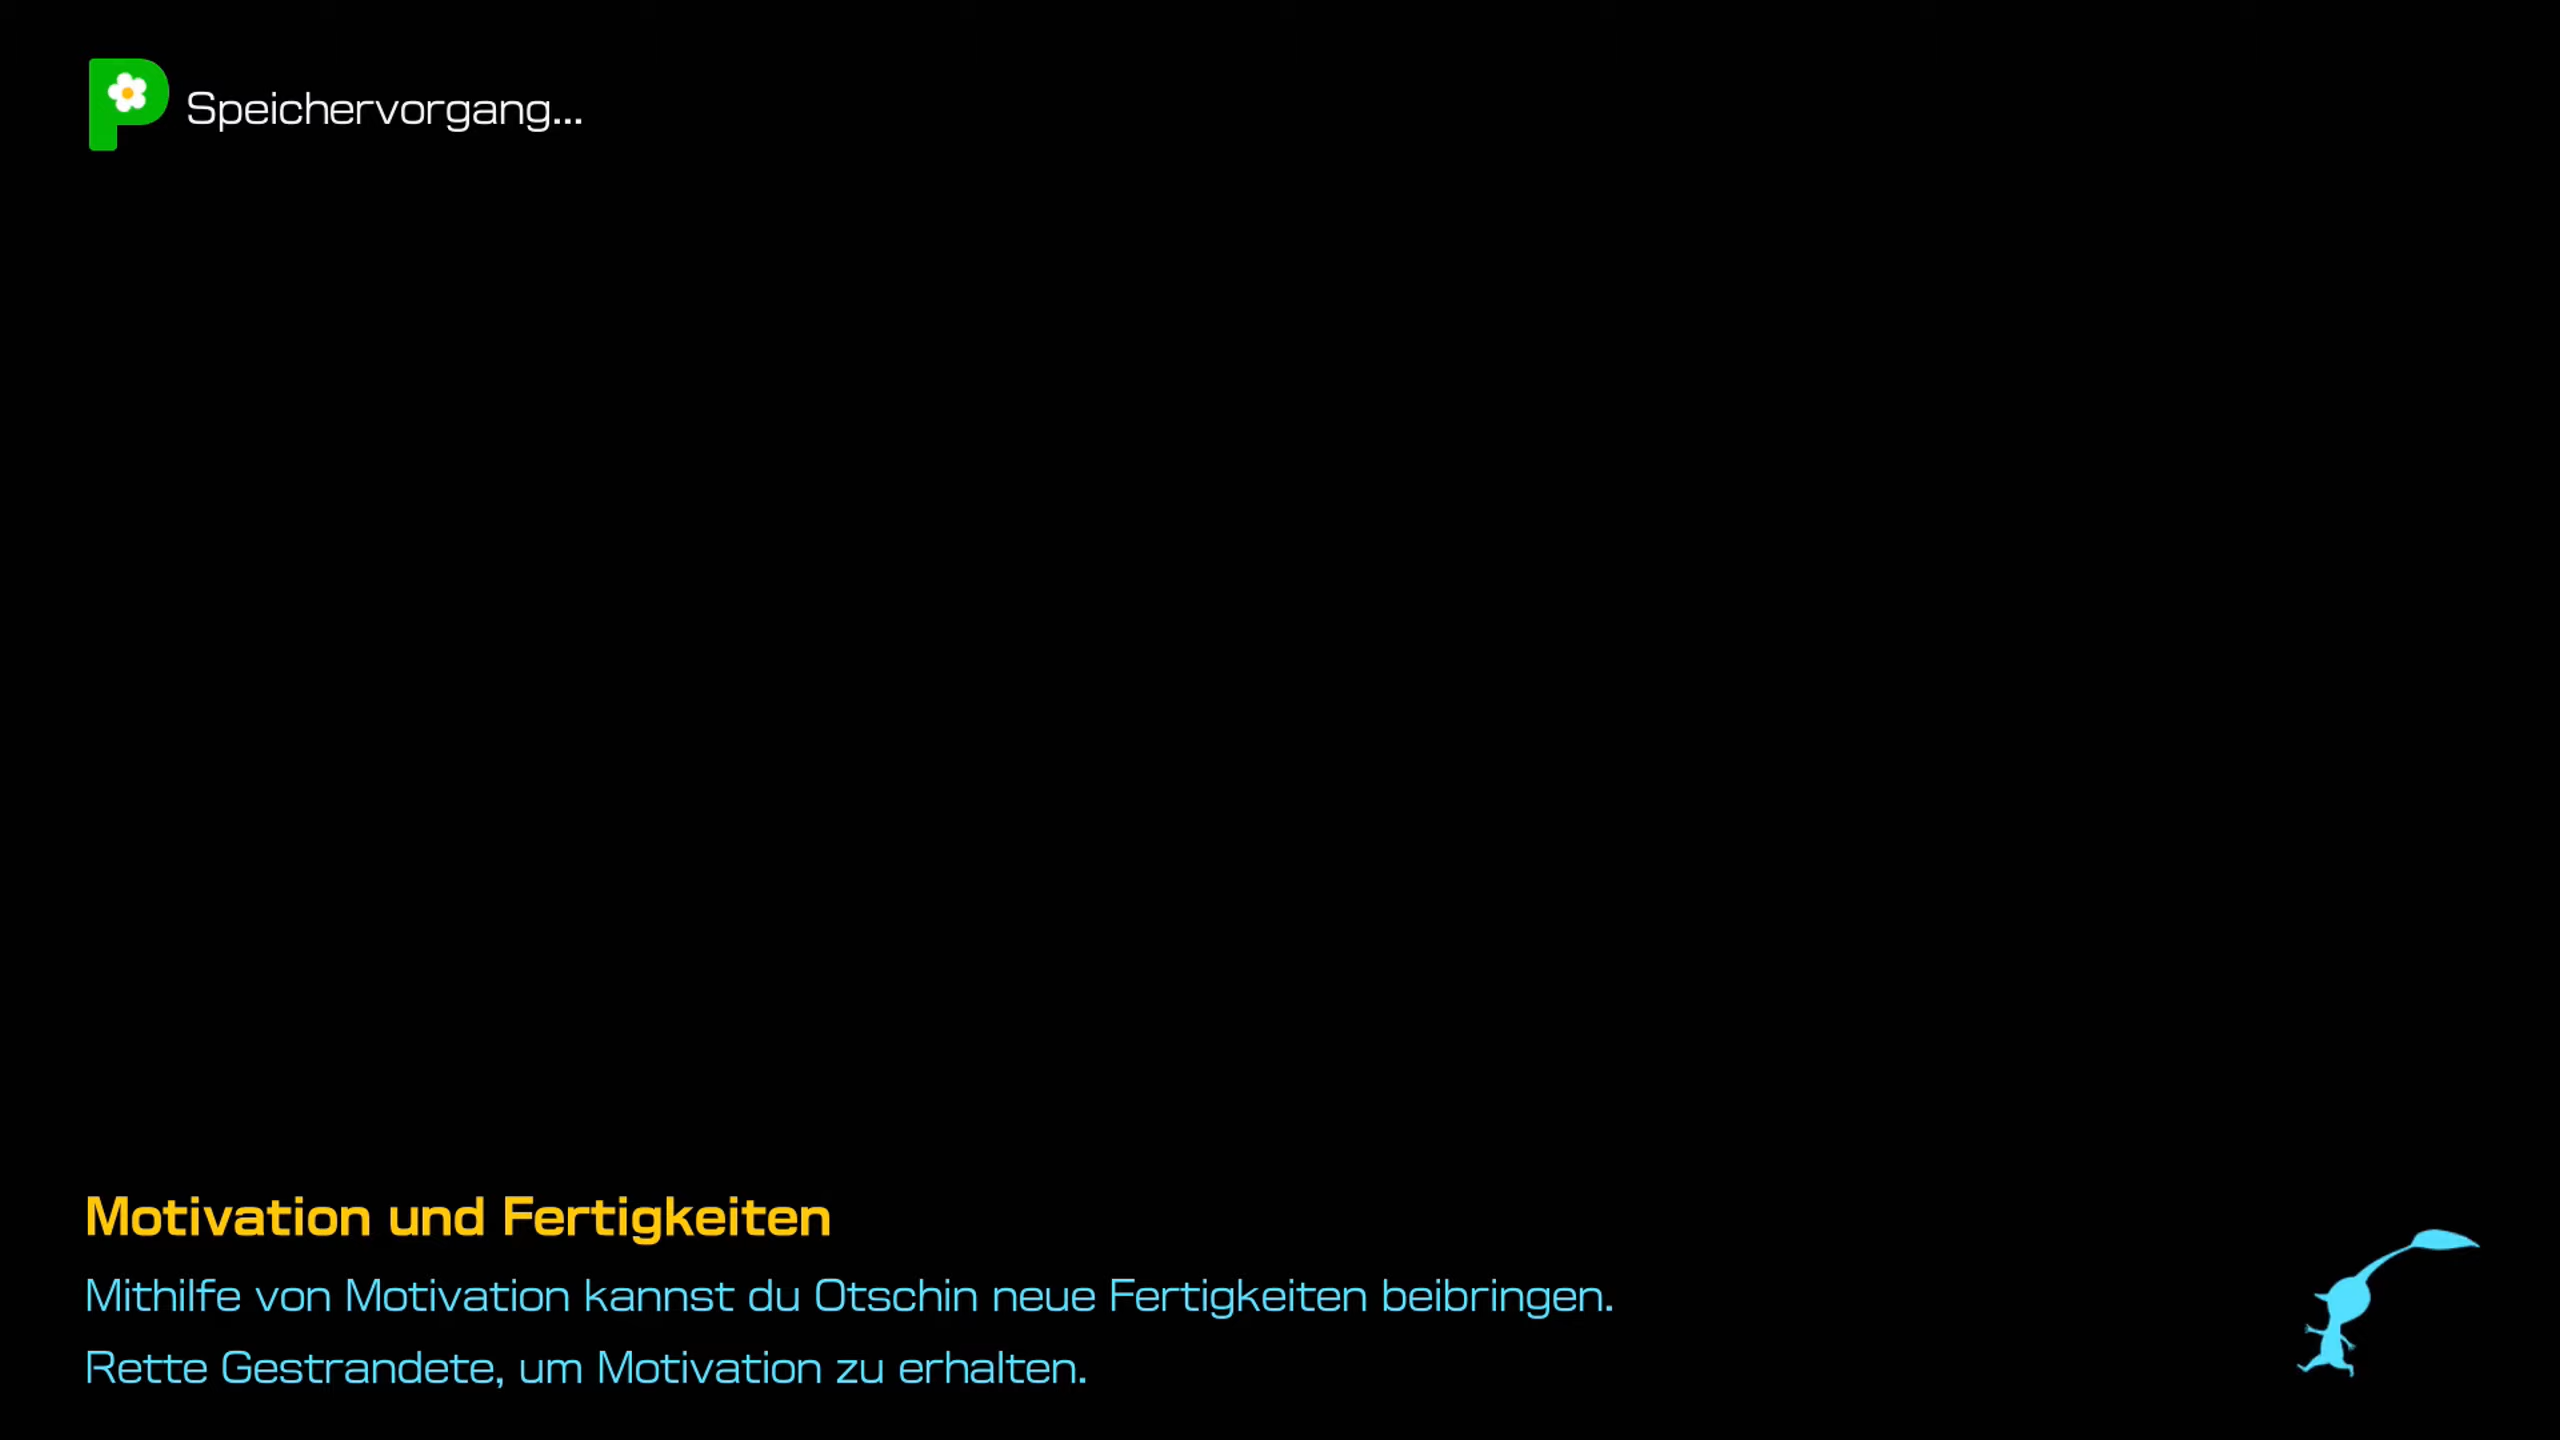 Speichervorgang...
Motivation und Fertigkeiten
Mithilfe von Motivation kannst du Otschin neue Fertigkeiten beibringen.
Rette Gestrandete, um Motivation zu erhalten.